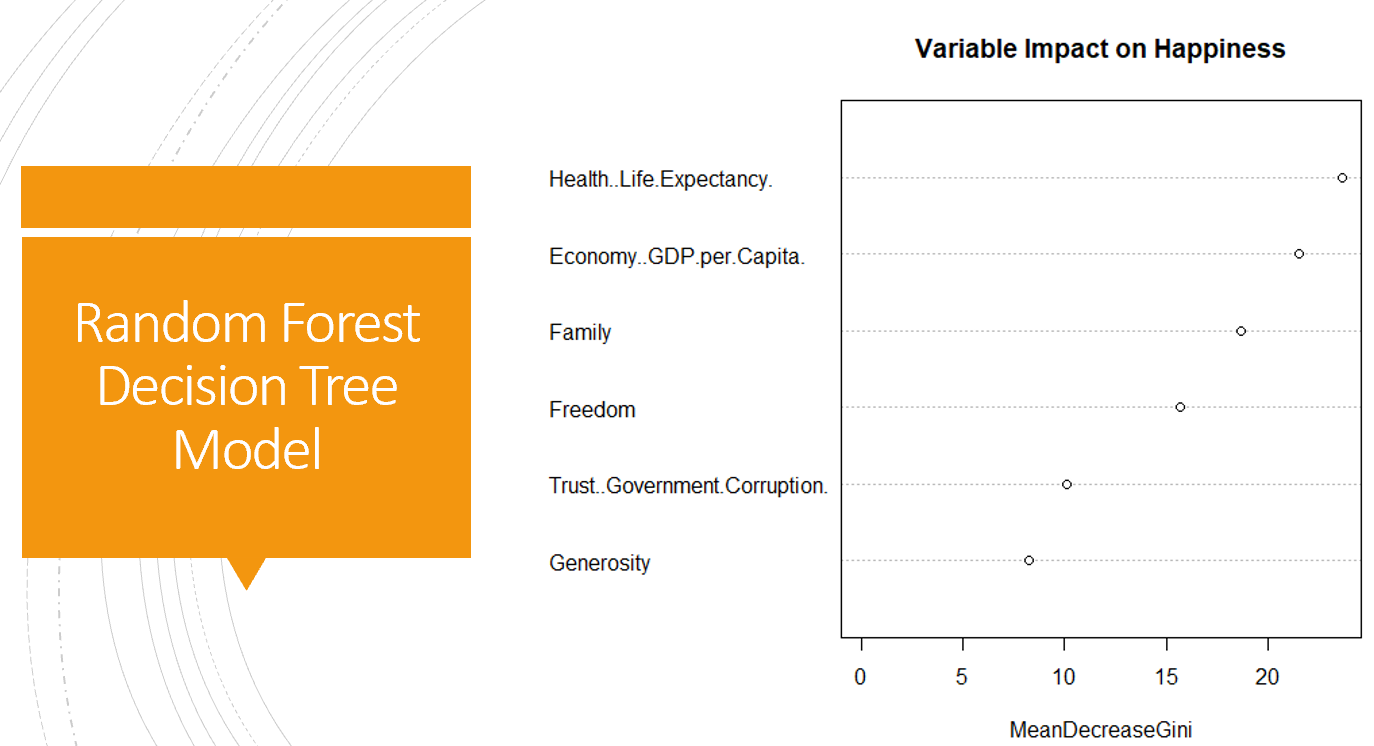 Random Forest
Decision Tree
Model
Variable Impact on Happiness
Health..Life.Expectancy.
Economy..GDP.per.Capita.
Family
Freedom
Trust..Government.Corruption.
Generosity
0 5 10 15 20
MeanDecreaseGini